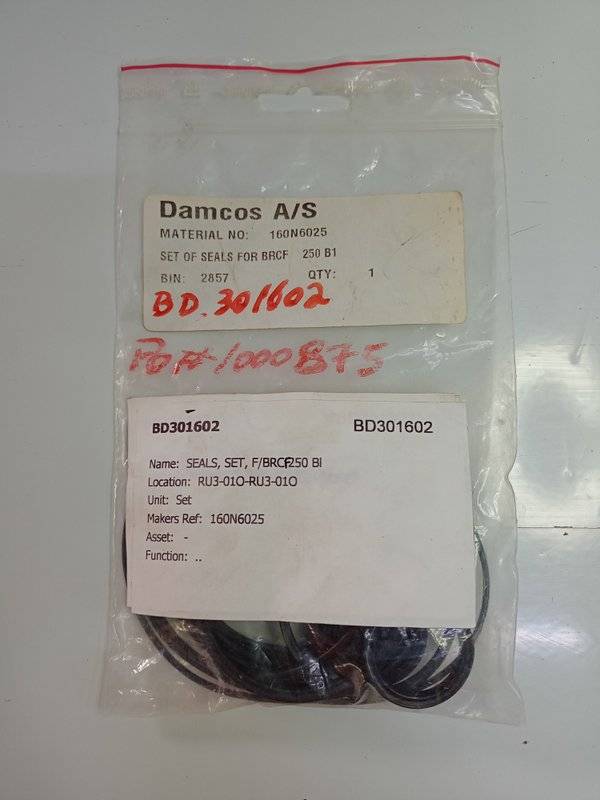 Damcos A/S
MATERIAL NO: 160N6025
SET OF SEALS FOR BRCF 250 B1
BIN: 2857 QTY: 1
BD.301602
PO#1000875
BD301602 BD301602
Name: SEALS, SET, F/BRCF250 BI
Location: RU3-01O-RU3-01O
Unit: Set
Makers Ref: 160N6025
Asset: -
Function: ..